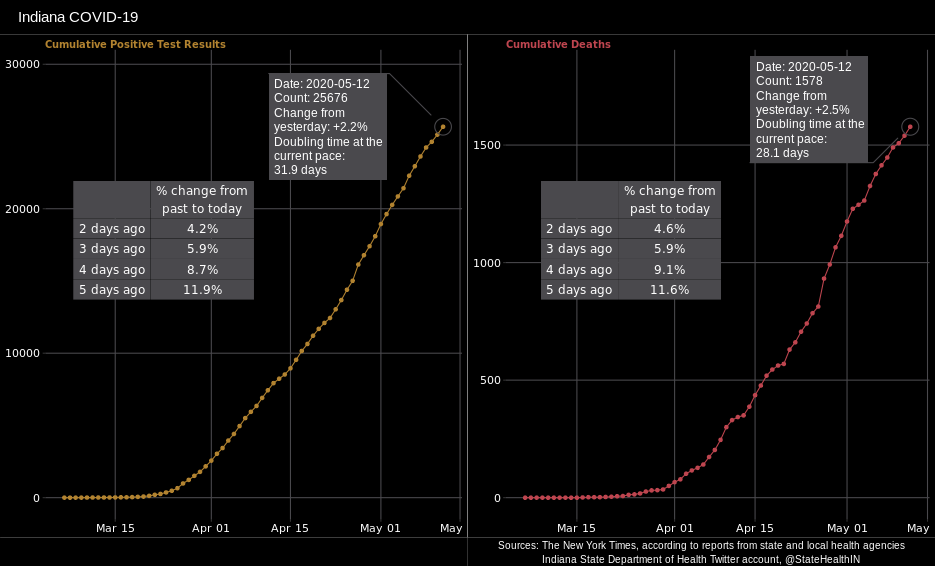 Indiana COVID-19
Cumulative Positive Test Results
30000
20000
10000
0
Date: 2020-05-12
Count: 25676
Change from
yesterday: +2.2%
Doubling time at the
current pace:
31.9 days
% change from
past to today
2 days ago 4.2%
3 days ago 5.9%
4 days ago 8.7%
5 days ago 11.9%
Mar 15 Apr 01 Apr 15 May 01 May
Cumulative Deaths
1500
1000
500
0
Date: 2020-05-12
Count: 1578
Change from
yesterday: +2.5%
Doubling time at the
current pace:
28.1 days
% change from
past to today
2 days ago 4.6%
3 days ago 5.9%
4 days ago 9.1%
5 days ago 11.6%
Mar 15 Apr 01 Apr 15 May 01 May
Sources: The New York Times, according to reports from state and local health agencies
Indiana State Department of Health Twitter account, @StateHealthIN